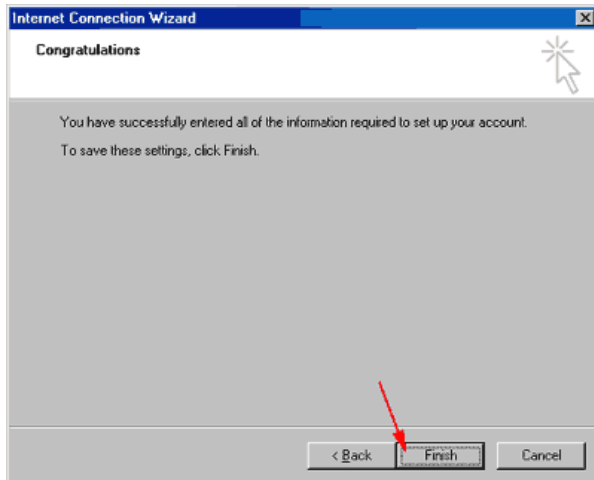 Internet Connection Wizard
Congratulations
You have successfully entered all of the information required to set up your account.
To save these settings, click Finish.
< Back Finish Cancel